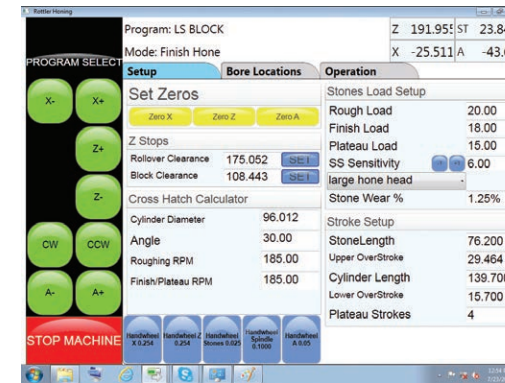 Rottler Honing
Program: LS BLOCK
Z 191.955 ST 23.84
Mode: Finish Hone
X -25.511 A -43.0
PROGRAM SELECT
Setup Bore Locations Operation
Set Zeros
Zero X Zero Z Zero A
Z Stops
Rollover Clearance 175.052 SET
Block Clearance 108.443 SET
Cross Hatch Calculator
Cylinder Diameter 96.012
Angle 30.00
Roughing RPM 185.00
Finish/Plateau RPM 185.00
Stones Load Setup
Rough Load 20.00
Finish Load 18.00
Plateau Load 15.00
SS Sensitivity 6.00
large hone head
Stone Wear % 1.25%
Stroke Setup
StoneLength 76.200
Upper OverStroke 29.464
Cylinder Length 139.700
Lower OverStroke 15.700
Plateau Strokes 4
X- X+
Z+
Z-
CW CCW
A- A+
STOP MACHINE
Handwheel X 0.254
Handwheel Z 0.254
Handwheel Stones 0.025
Handwheel Spindle 0.1000
Handwheel A 0.05